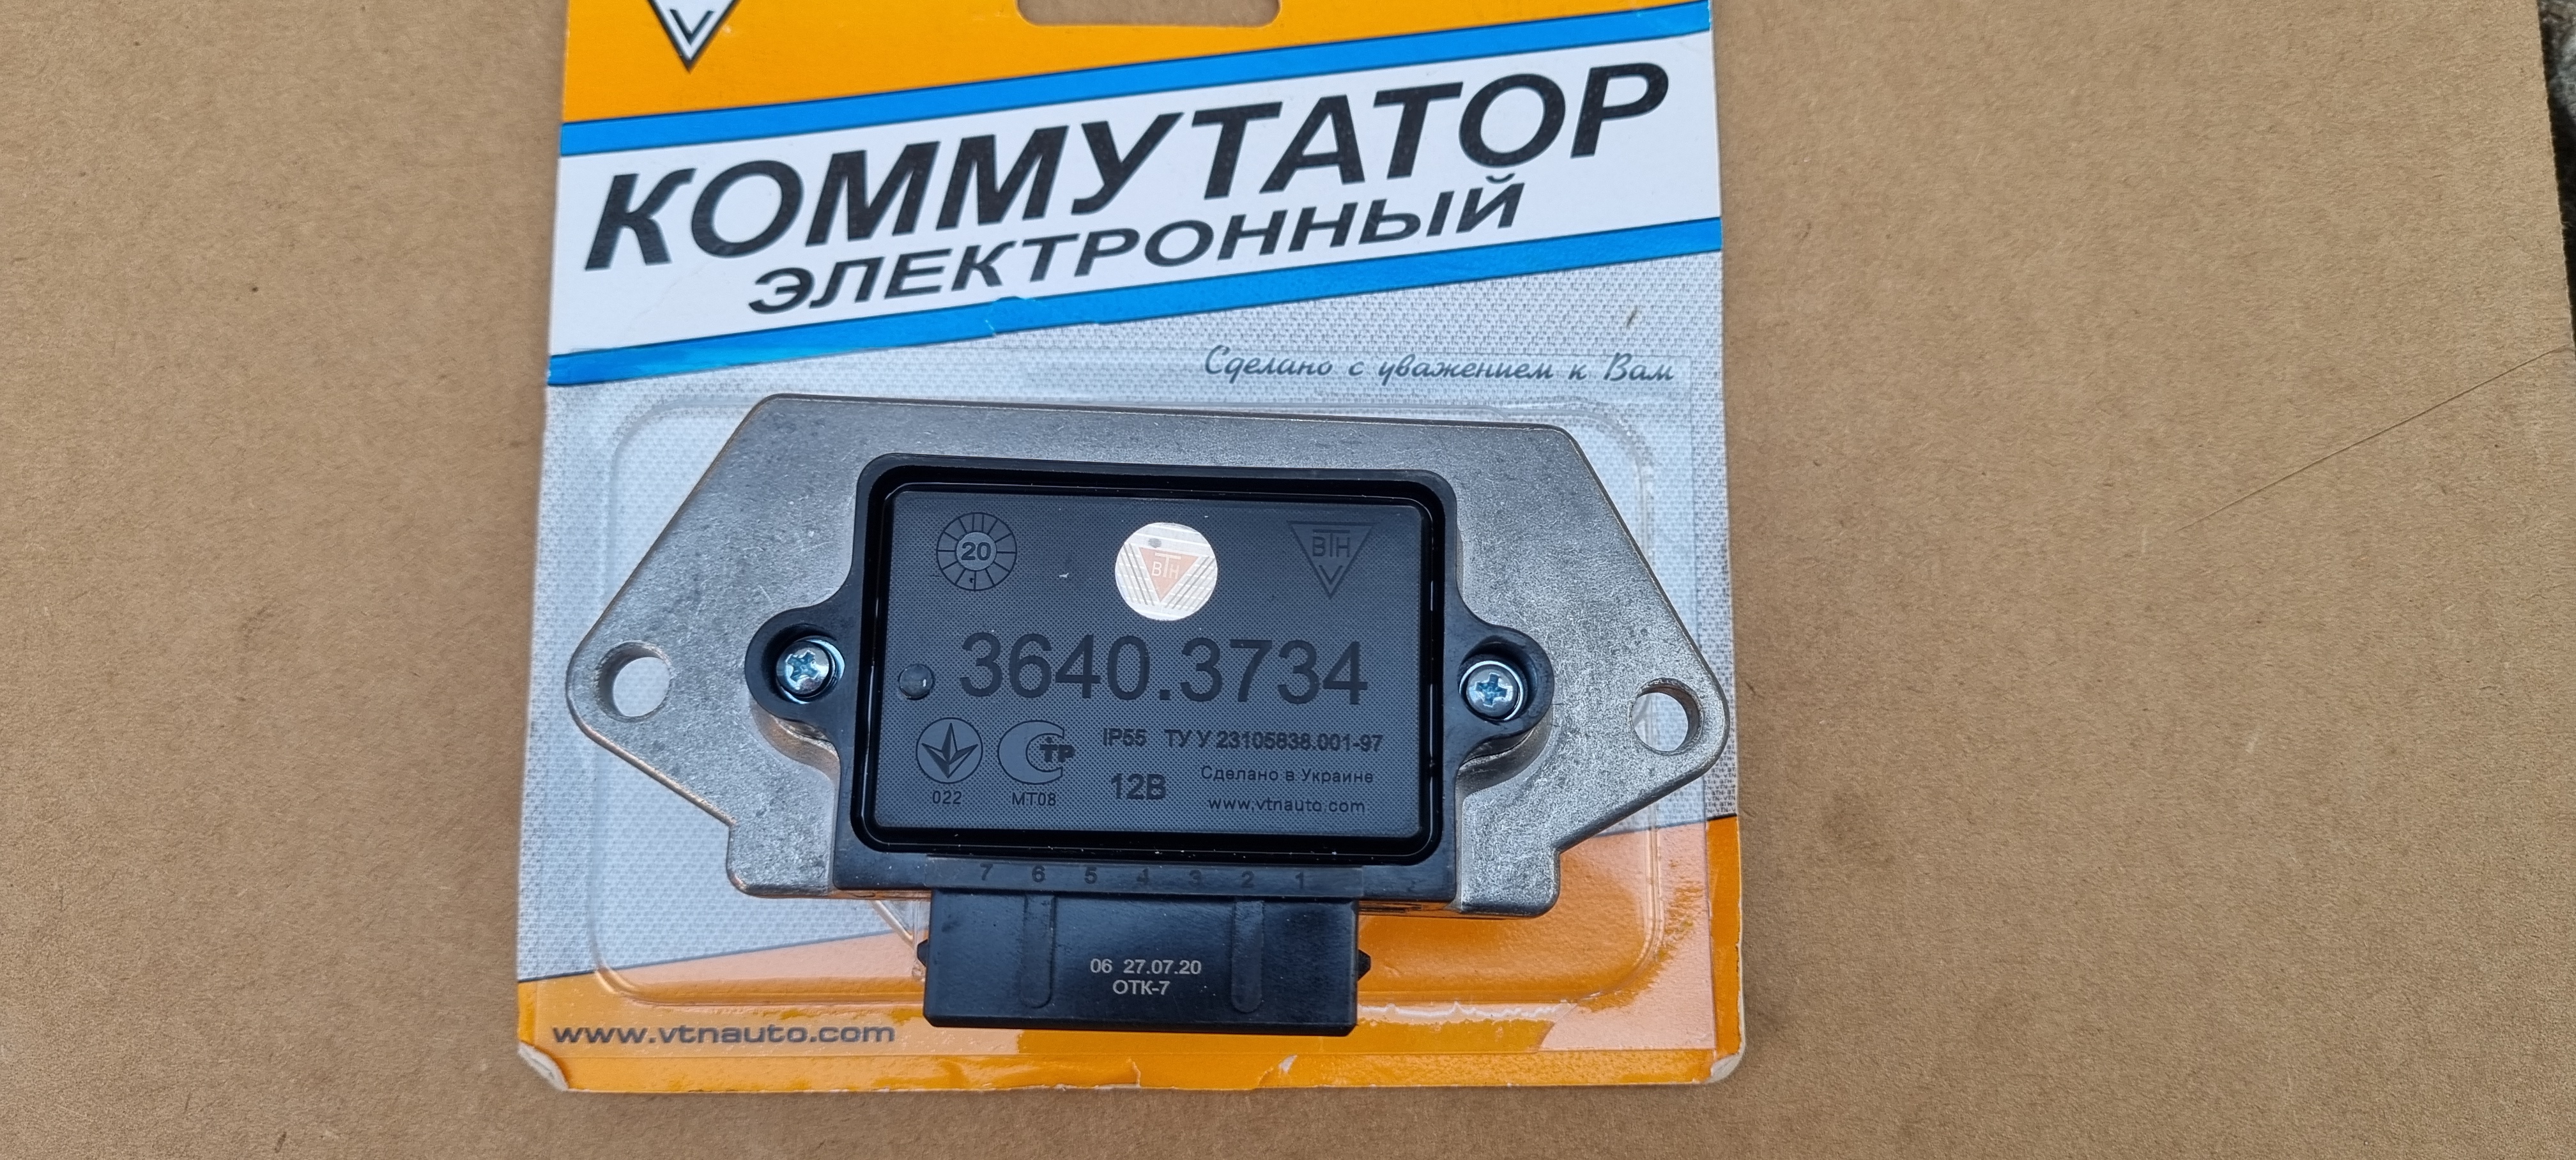 V
КОММУТАТОР
ЭЛЕКТРОННЫЙ
Сделано с уважением к Вам
20
ВТН
ВТН
V
3640.3734
ТР
IP55 ТУ У 23105838.001-97
022
МТ08
12В
Сделано в Украине
www.vtnauto.com
7 6 5 4 3 2 1
06 27.07.20
ОТК-7
www.vtnauto.com